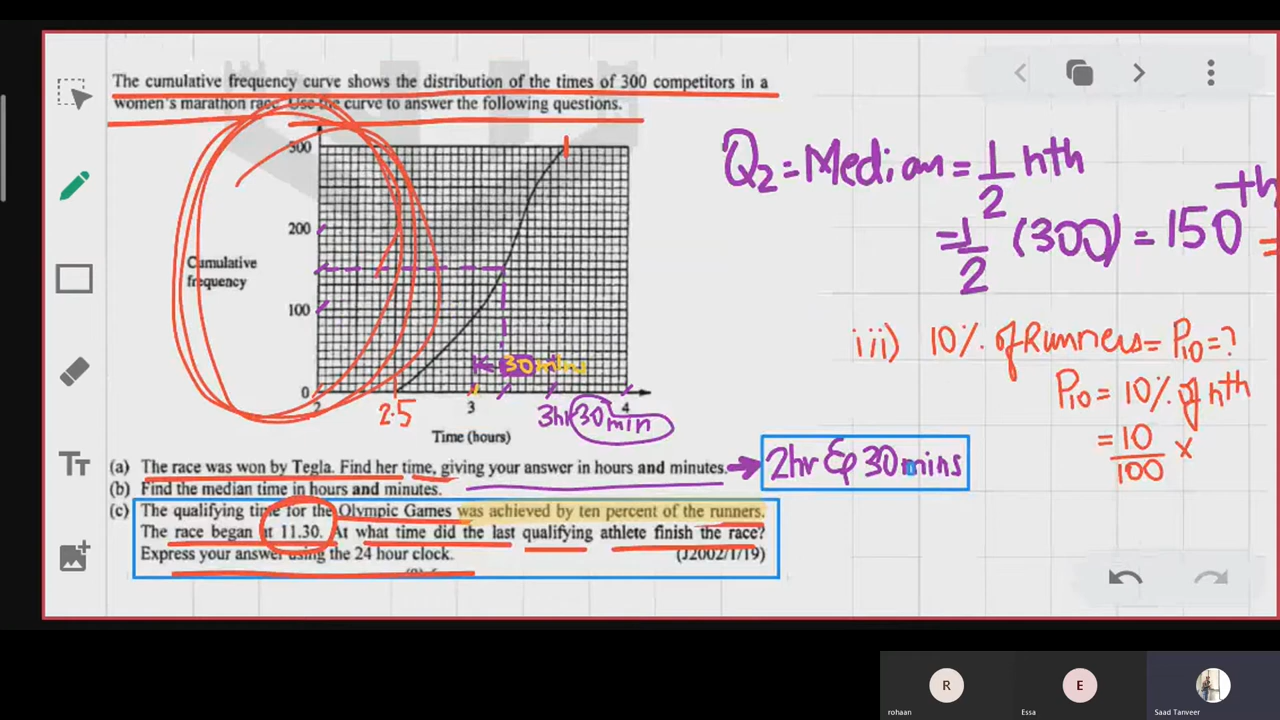 The cumulative frequency curve shows the distribution of the times of 300 competitors in a
women's marathon race. Use the curve to answer the following questions.
300
200
Cumulative
frequency
100
0
2
2.5
3
3hr 30min
4
30mins
Time (hours)
(a) The race was won by Tegla. Find her time, giving your answer in hours and minutes.
2hr & 30 mins
(b) Find the median time in hours and minutes.
(c) The qualifying time for the Olympic Games was achieved by ten percent of the runners.
The race began at 11.30. At what time did the last qualifying athlete finish the race?
Express your answer using the 24 hour clock.
(J2002/1/19)
Q2 = Median = 1/2 nth
= 1/2 (300) = 150th
=
iii) 10% of Runners = P10 = ?
P10 = 10% of nth
= 10/100 ×
TT
R
E
rohaan
Essa
Saad Tanveer